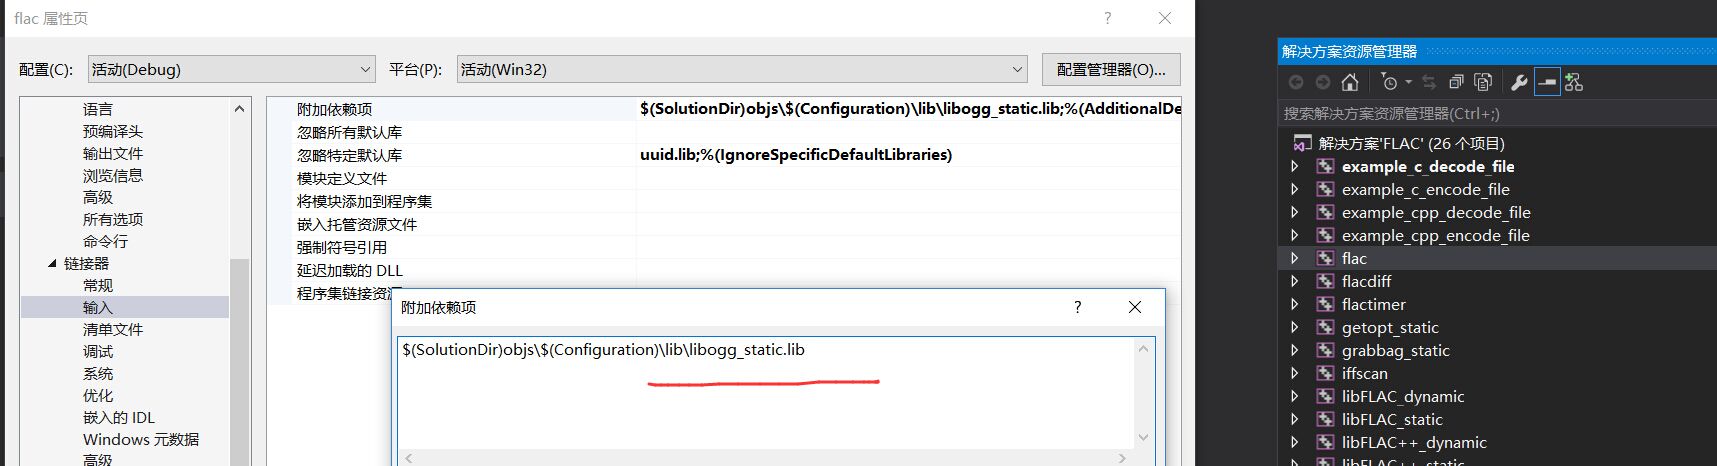 flac 属性页
配置(C):
活动(Debug)
平台(P):
活动(Win32)
配置管理器(O)...
语言
预编译头
输出文件
浏览信息
高级
所有选项
命令行
链接器
常规
输入
清单文件
调试
系统
优化
嵌入的 IDL
Windows 元数据
高级
附加依赖项
$(SolutionDir)objs\$(Configuration)\lib\libogg_static.lib;%(AdditionalDe
忽略所有默认库
忽略特定默认库
uuid.lib;%(IgnoreSpecificDefaultLibraries)
模块定义文件
将模块添加到程序集
嵌入托管资源文件
强制符号引用
延迟加载的 DLL
程序集链接资源
附加依赖项
$(SolutionDir)objs\$(Configuration)\lib\libogg_static.lib
解决方案资源管理器
搜索解决方案资源管理器(Ctrl+;)
解决方案'FLAC' (26 个项目)
example_c_decode_file
example_c_encode_file
example_cpp_decode_file
example_cpp_encode_file
flac
flacdiff
flactimer
getopt_static
grabbag_static
iffscan
libFLAC_dynamic
libFLAC_static
libFLAC++_dynamic
libFLAC++_static